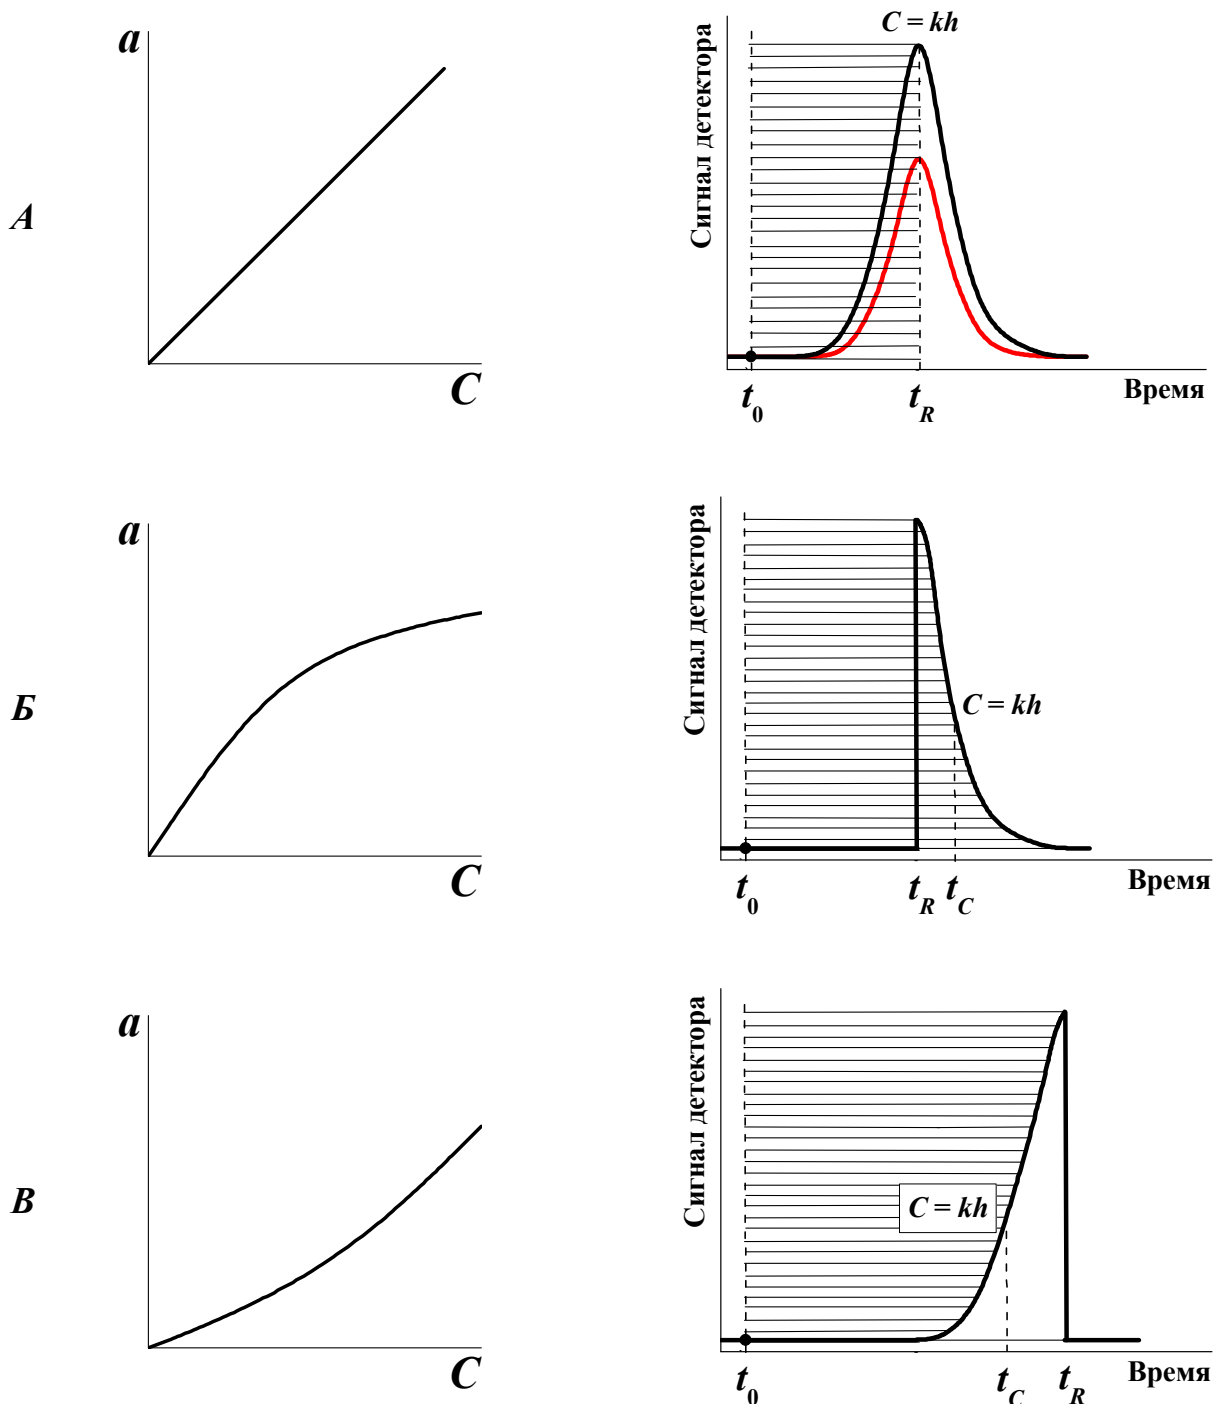 a
C = kh
Сигнал детектора
А
C
t0
tR
Время
a
Сигнал детектора
Б
C = kh
C
t0
tR
tC
Время
a
Сигнал детектора
В
C = kh
C
t0
tC
tR
Время